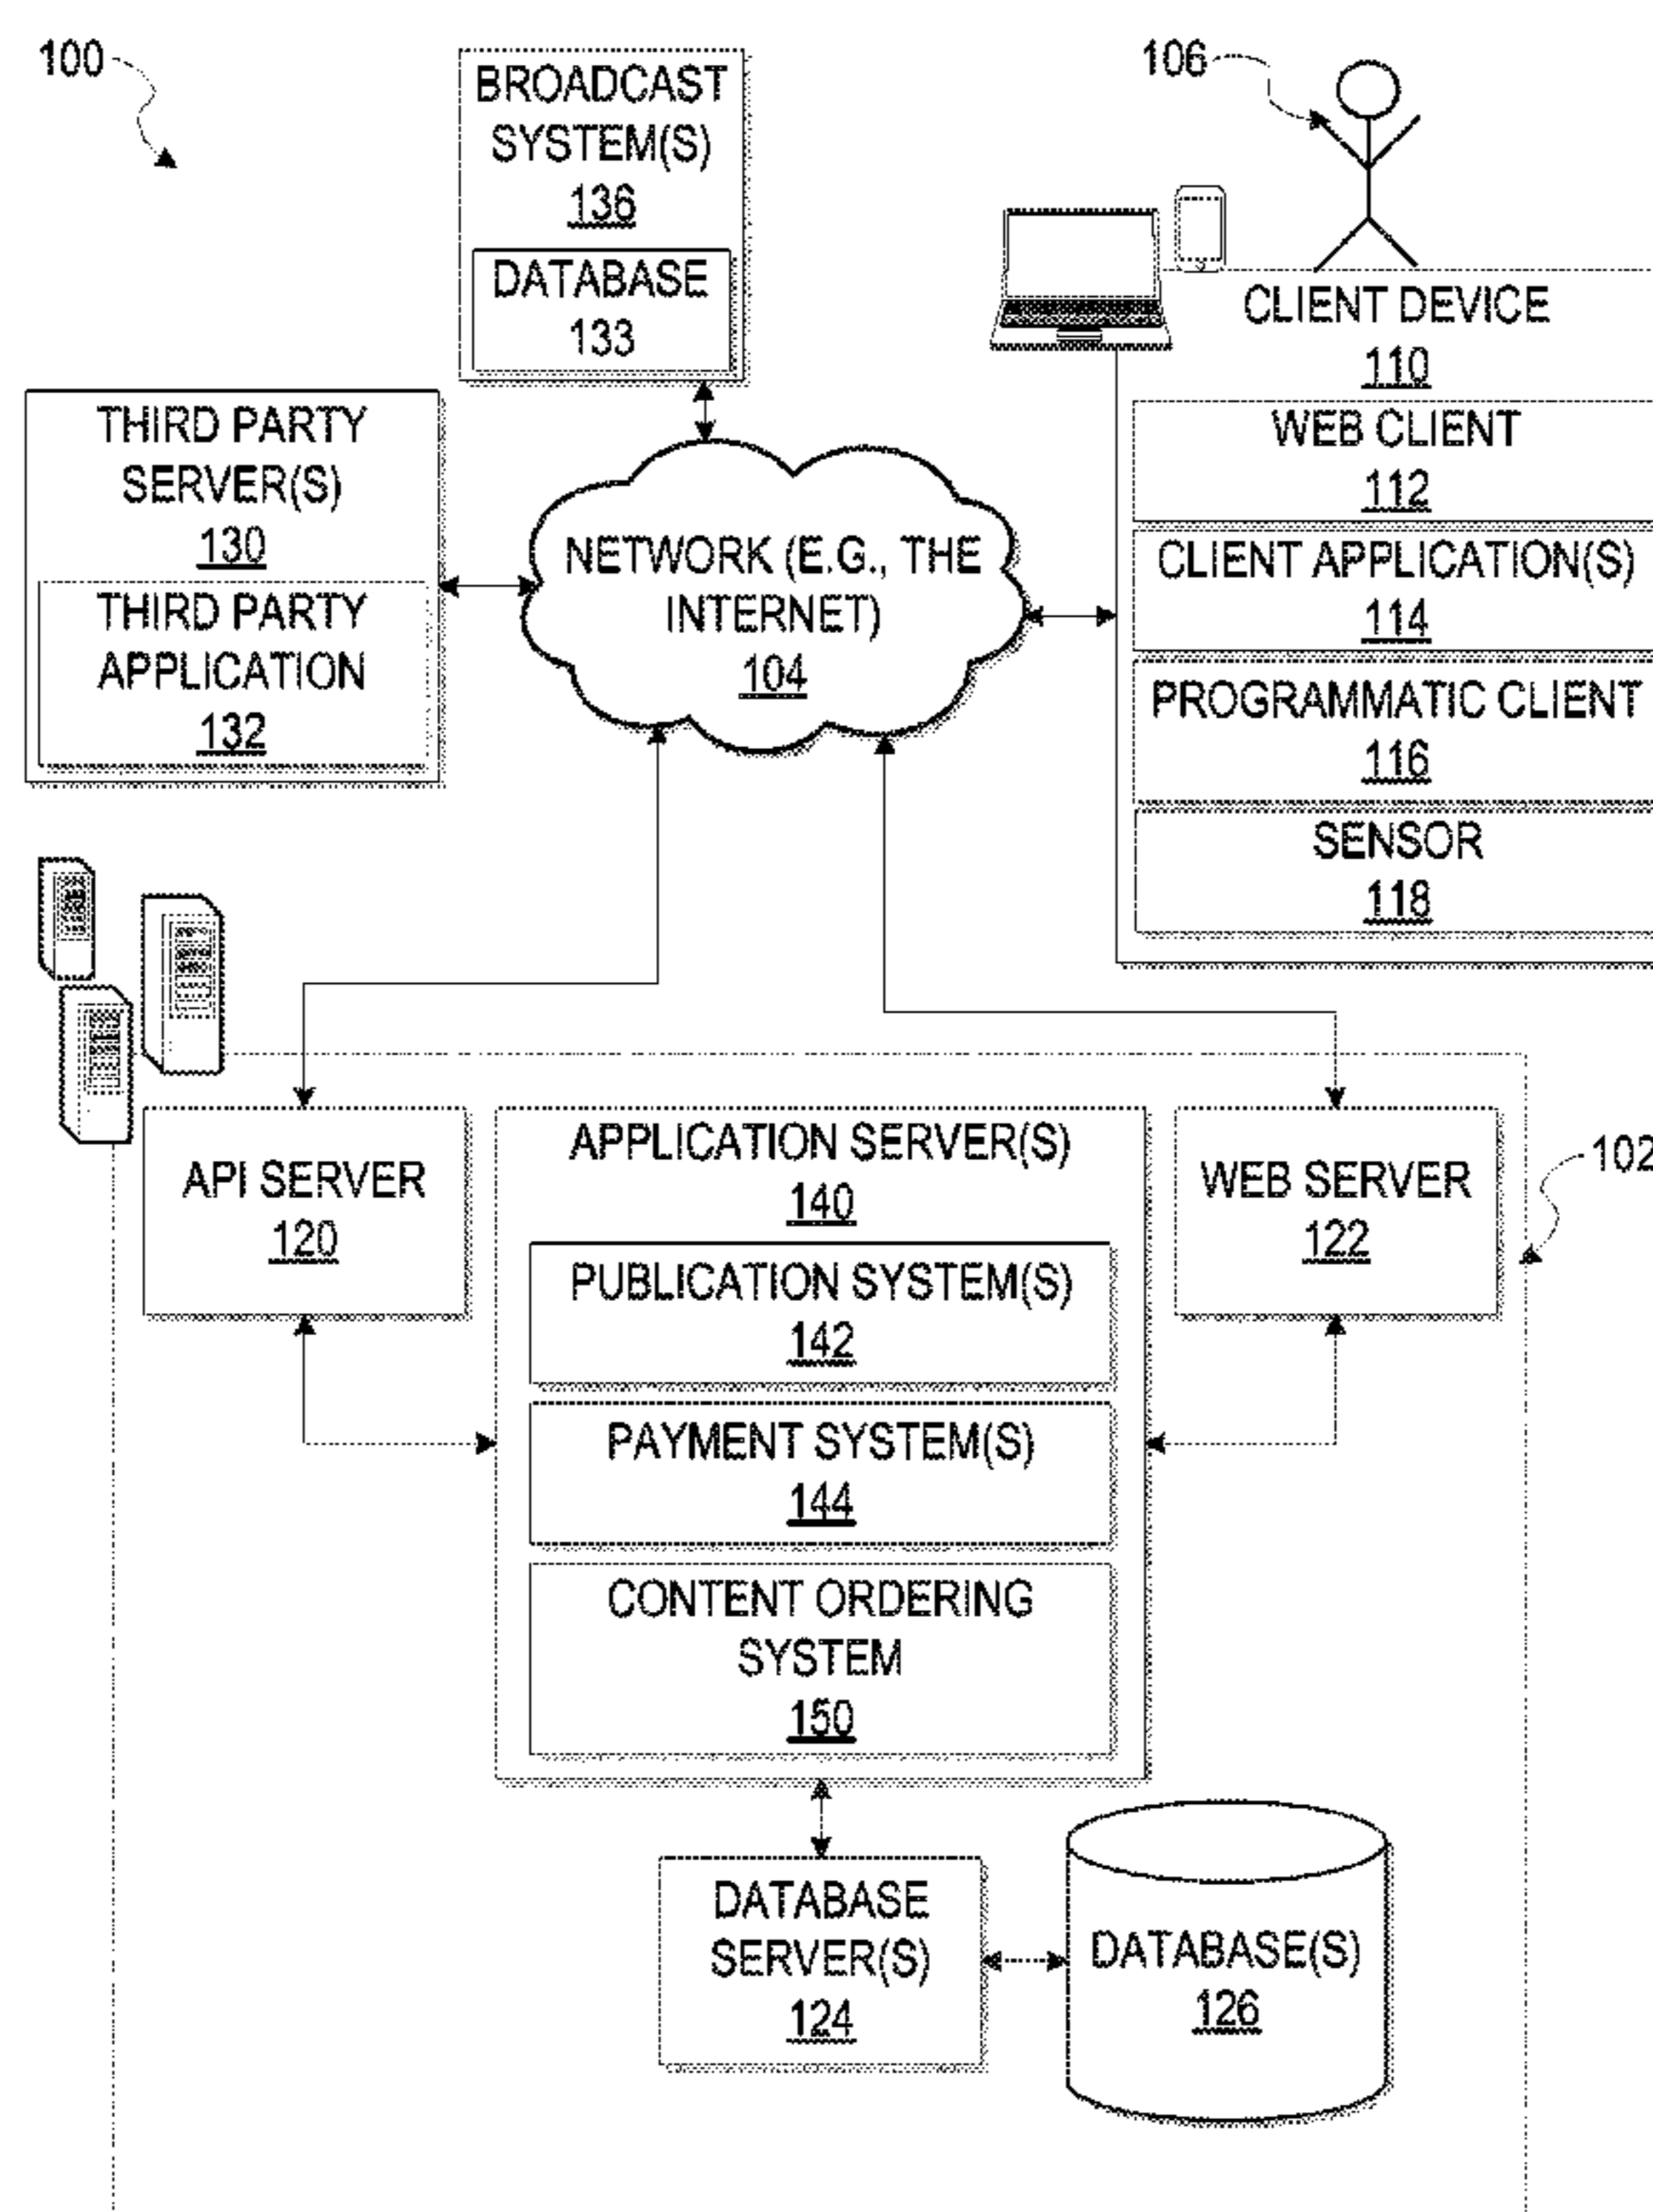 100
BROADCAST
SYSTEM(S)
136
DATABASE
133
106
CLIENT DEVICE
110
WEB CLIENT
112
CLIENT APPLICATION(S)
114
PROGRAMMATIC CLIENT
116
SENSOR
118
THIRD PARTY
SERVER(S)
130
THIRD PARTY
APPLICATION
132
NETWORK (E.G., THE
INTERNET)
104
API SERVER
120
APPLICATION SERVER(S)
140
PUBLICATION SYSTEM(S)
142
PAYMENT SYSTEM(S)
144
CONTENT ORDERING
SYSTEM
150
WEB SERVER
122
102
DATABASE
SERVER(S)
124
DATABASE(S)
126